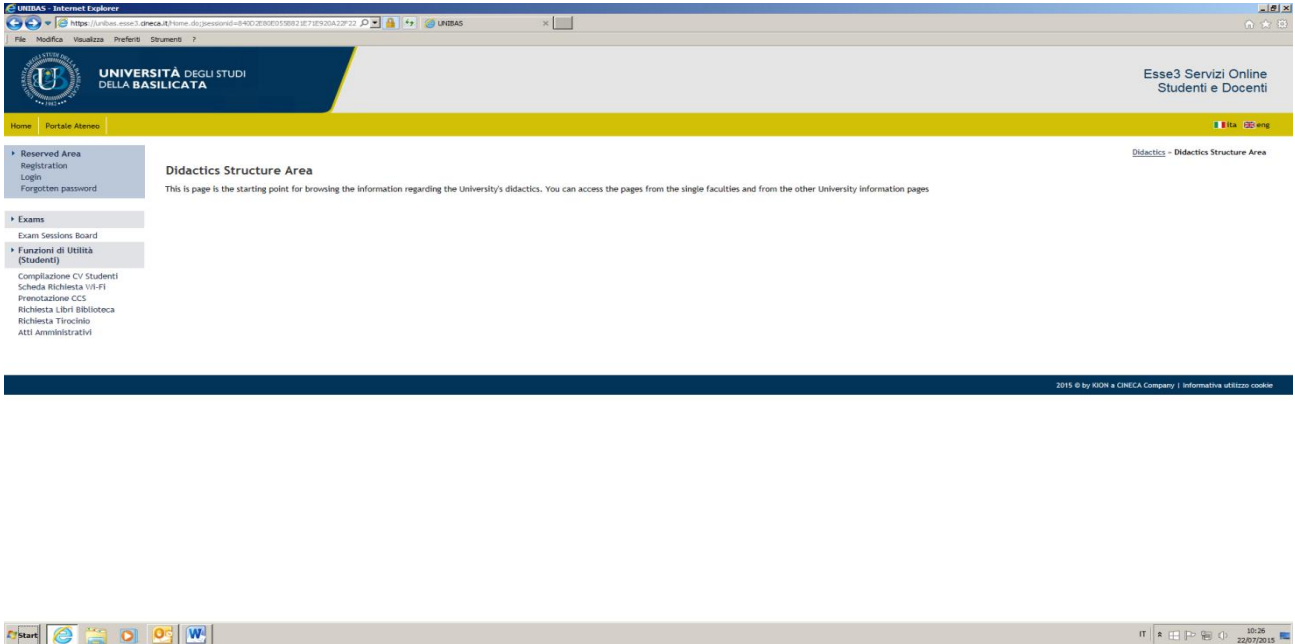 UNIBAS - Internet Explorer
UNIBAS
File Modifica Visualizza Preferiti Strumenti ?
UNIVERSITÀ DEGLI STUDI
DELLA BASILICATA
Esse3 Servizi Online
Studenti e Docenti
Home Portale Ateneo
ita eng
Reserved Area
Registration
Login
Forgotten password
Exams
Exam Sessions Board
Funzioni di Utilità
(Studenti)
Compilazione CV Studenti
Scheda Richiesta Wi-Fi
Prenotazione CCS
Richiesta Libri Biblioteca
Richiesta Tirocinio
Atti Amministrativi
Didactics - Didactics Structure Area
Didactics Structure Area
This is page is the starting point for browsing the information regarding the University's didactics. You can access the pages from the single faculties and from the other University information pages
2015 © by KION a CINECA Company | Informativa utilizzo cookie
Start
IT
10:26
22/07/2015